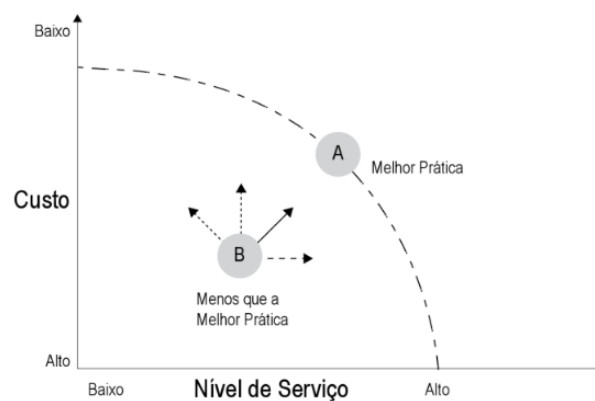 Baixo
A
Melhor Prática
Custo
B
Menos que a
Melhor Prática
Alto
Baixo
Nível de Serviço
Alto